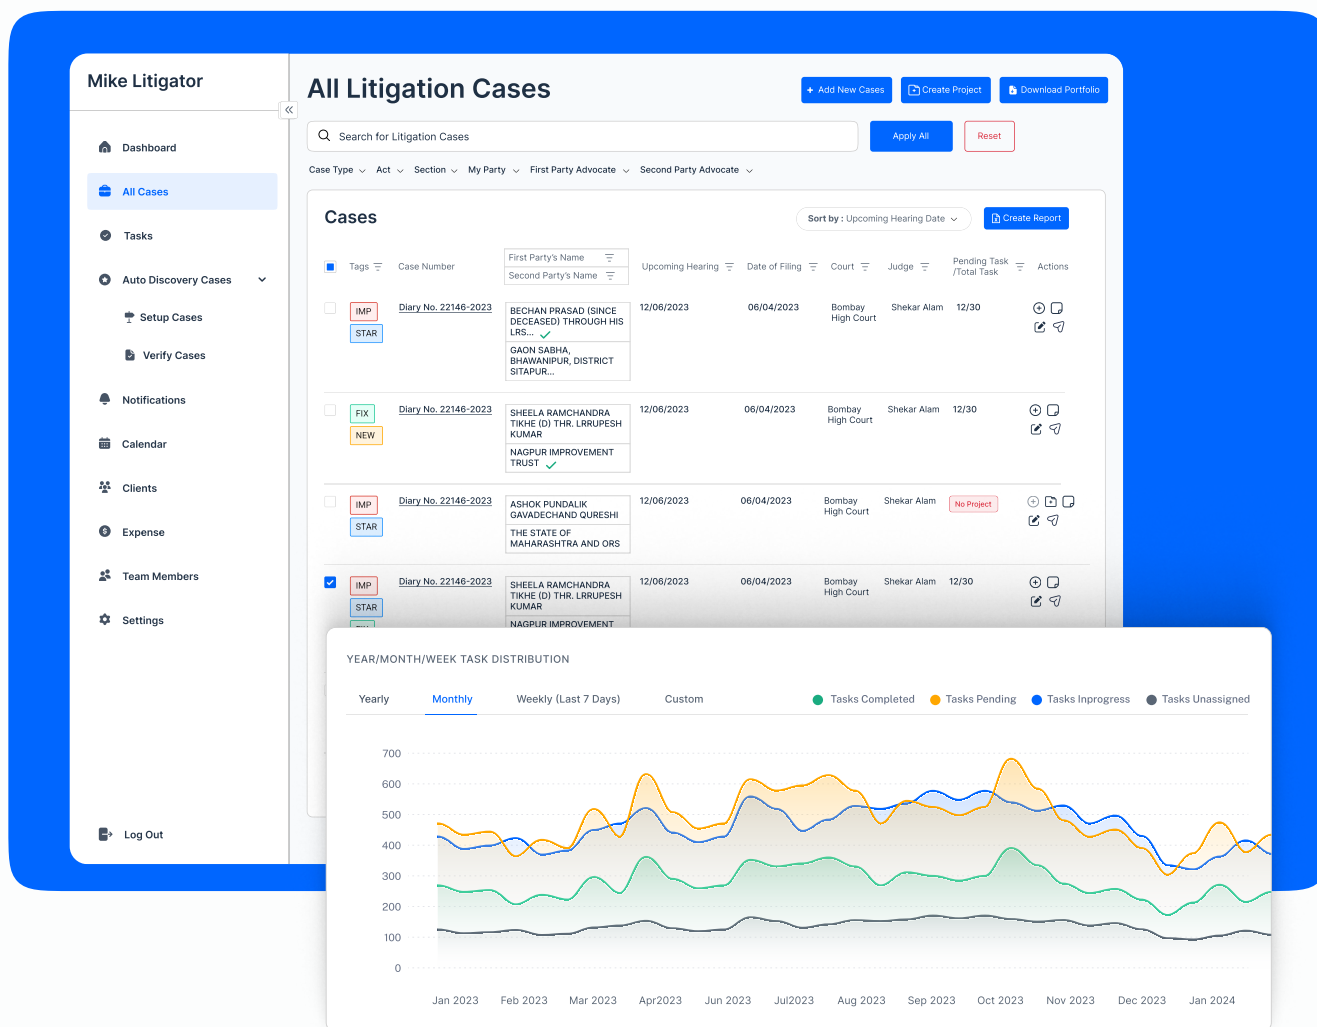 Mike Litigator
Dashboard
All Cases
Tasks
Auto Discovery Cases
Setup Cases
Verify Cases
Notifications
Calendar
Clients
Expense
Team Members
Settings
Log Out
All Litigation Cases
+ Add New Cases
Create Project
Download Portfolio
Search for Litigation Cases
Apply All
Reset
Case Type
Act
Section
My Party
First Party Advocate
Second Party Advocate
Cases
Sort by : Upcoming Hearing Date
Create Report
Tags
Case Number
First Party's Name
Second Party's Name
Upcoming Hearing
Date of Filing
Court
Judge
Pending Task
/Total Task
Actions
IMP
STAR
Diary No. 22146-2023
BECHAN PRASAD (SINCE
DECEASED) THROUGH HIS
LRS...
GAON SABHA,
BHAWANIPUR, DISTRICT
SITAPUR...
12/06/2023
06/04/2023
Bombay
High Court
Shekar Alam
12/30
FIX
NEW
Diary No. 22146-2023
SHEELA RAMCHANDRA
TIKHE (D) THR. LRRUPESH
KUMAR
NAGPUR IMPROVEMENT
TRUST
12/06/2023
06/04/2023
Bombay
High Court
Shekar Alam
12/30
IMP
STAR
Diary No. 22146-2023
ASHOK PUNDALIK
GAVADECHAND QURESHI
THE STATE OF
MAHARASHTRA AND ORS
12/06/2023
06/04/2023
Bombay
High Court
Shekar Alam
No Project
IMP
STAR
Diary No. 22146-2023
SHEELA RAMCHANDRA
TIKHE (D) THR. LRRUPESH
KUMAR
NAGPUR IMPROVEMENT
12/06/2023
06/04/2023
Bombay
High Court
Shekar Alam
12/30
YEAR/MONTH/WEEK TASK DISTRIBUTION
Yearly
Monthly
Weekly (Last 7 Days)
Custom
Tasks Completed
Tasks Pending
Tasks Inprogress
Tasks Unassigned
700
600
500
400
300
200
100
0
Jan 2023
Feb 2023
Mar 2023
Apr2023
Jun 2023
Jul2023
Aug 2023
Sep 2023
Oct 2023
Nov 2023
Dec 2023
Jan 2024